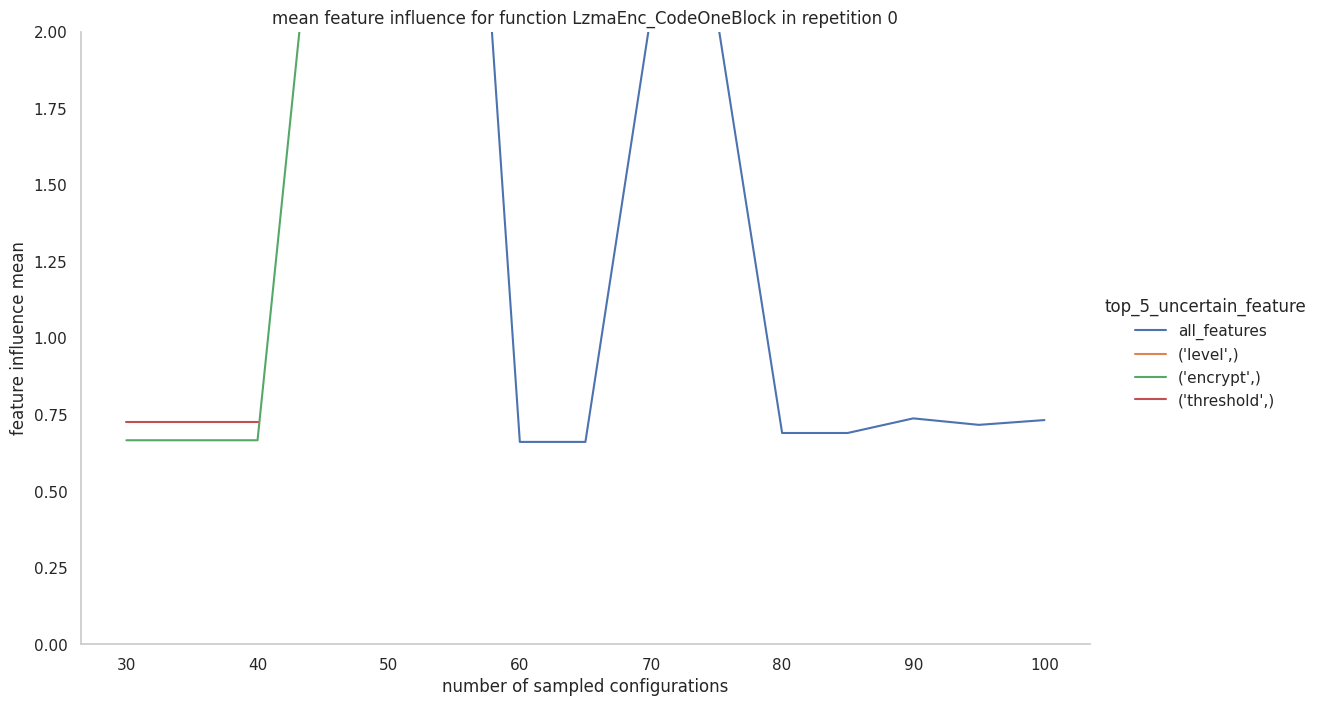 mean feature influence for function LzmaEnc_CodeOneBlock in repetition 0
2.00
1.75
1.50
1.25
1.00
0.75
0.50
0.25
0.00
feature influence mean
30 40 50 60 70 80 90 100
number of sampled configurations
top_5_uncertain_feature
all_features
('level',)
('encrypt',)
('threshold',)